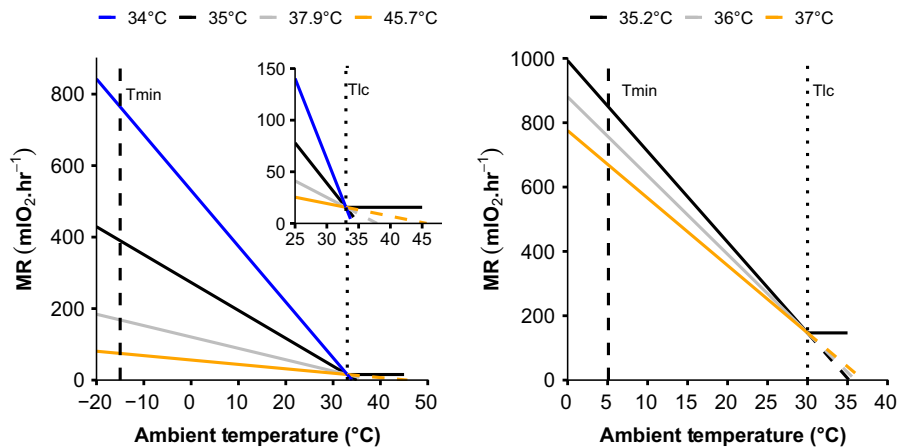 34°C 35°C 37.9°C 45.7°C
35.2°C 36°C 37°C
800
600
400
200
0
MR (mlO₂.hr⁻¹)
Tmin
150
100
50
0
Tlc
25 30 35 40 45
−20 −10 0 10 20 30 40 50
Ambient temperature (°C)
1000
800
600
400
200
0
MR (mlO₂.hr⁻¹)
Tmin
Tlc
0 5 10 15 20 25 30 35 40
Ambient temperature (°C)